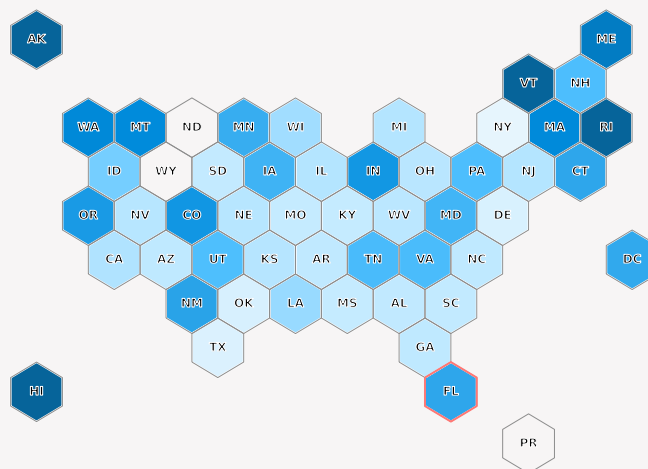 AK ME
VT NH
WA MT ND MN WI MI NY MA RI
ID WY SD IA IL IN OH PA NJ CT
OR NV CO NE MO KY WV MD DE
CA AZ UT KS AR TN VA NC DC
NM OK LA MS AL SC
TX GA
HI FL
PR